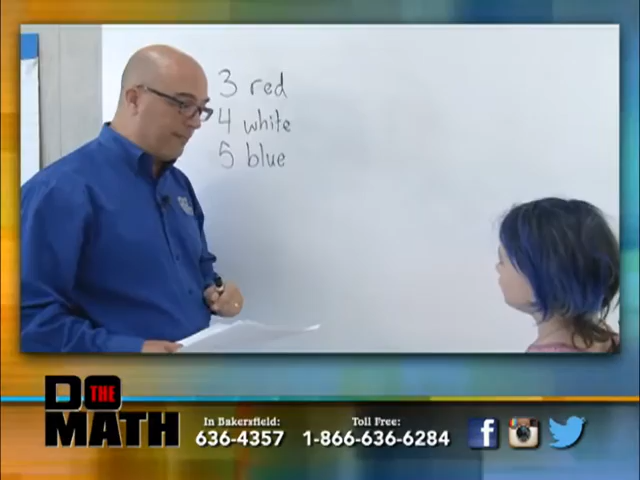 3 red
4 white
5 blue
DO THE
MATH
In Bakersfield:
636-4357
Toll Free:
1-866-636-6284